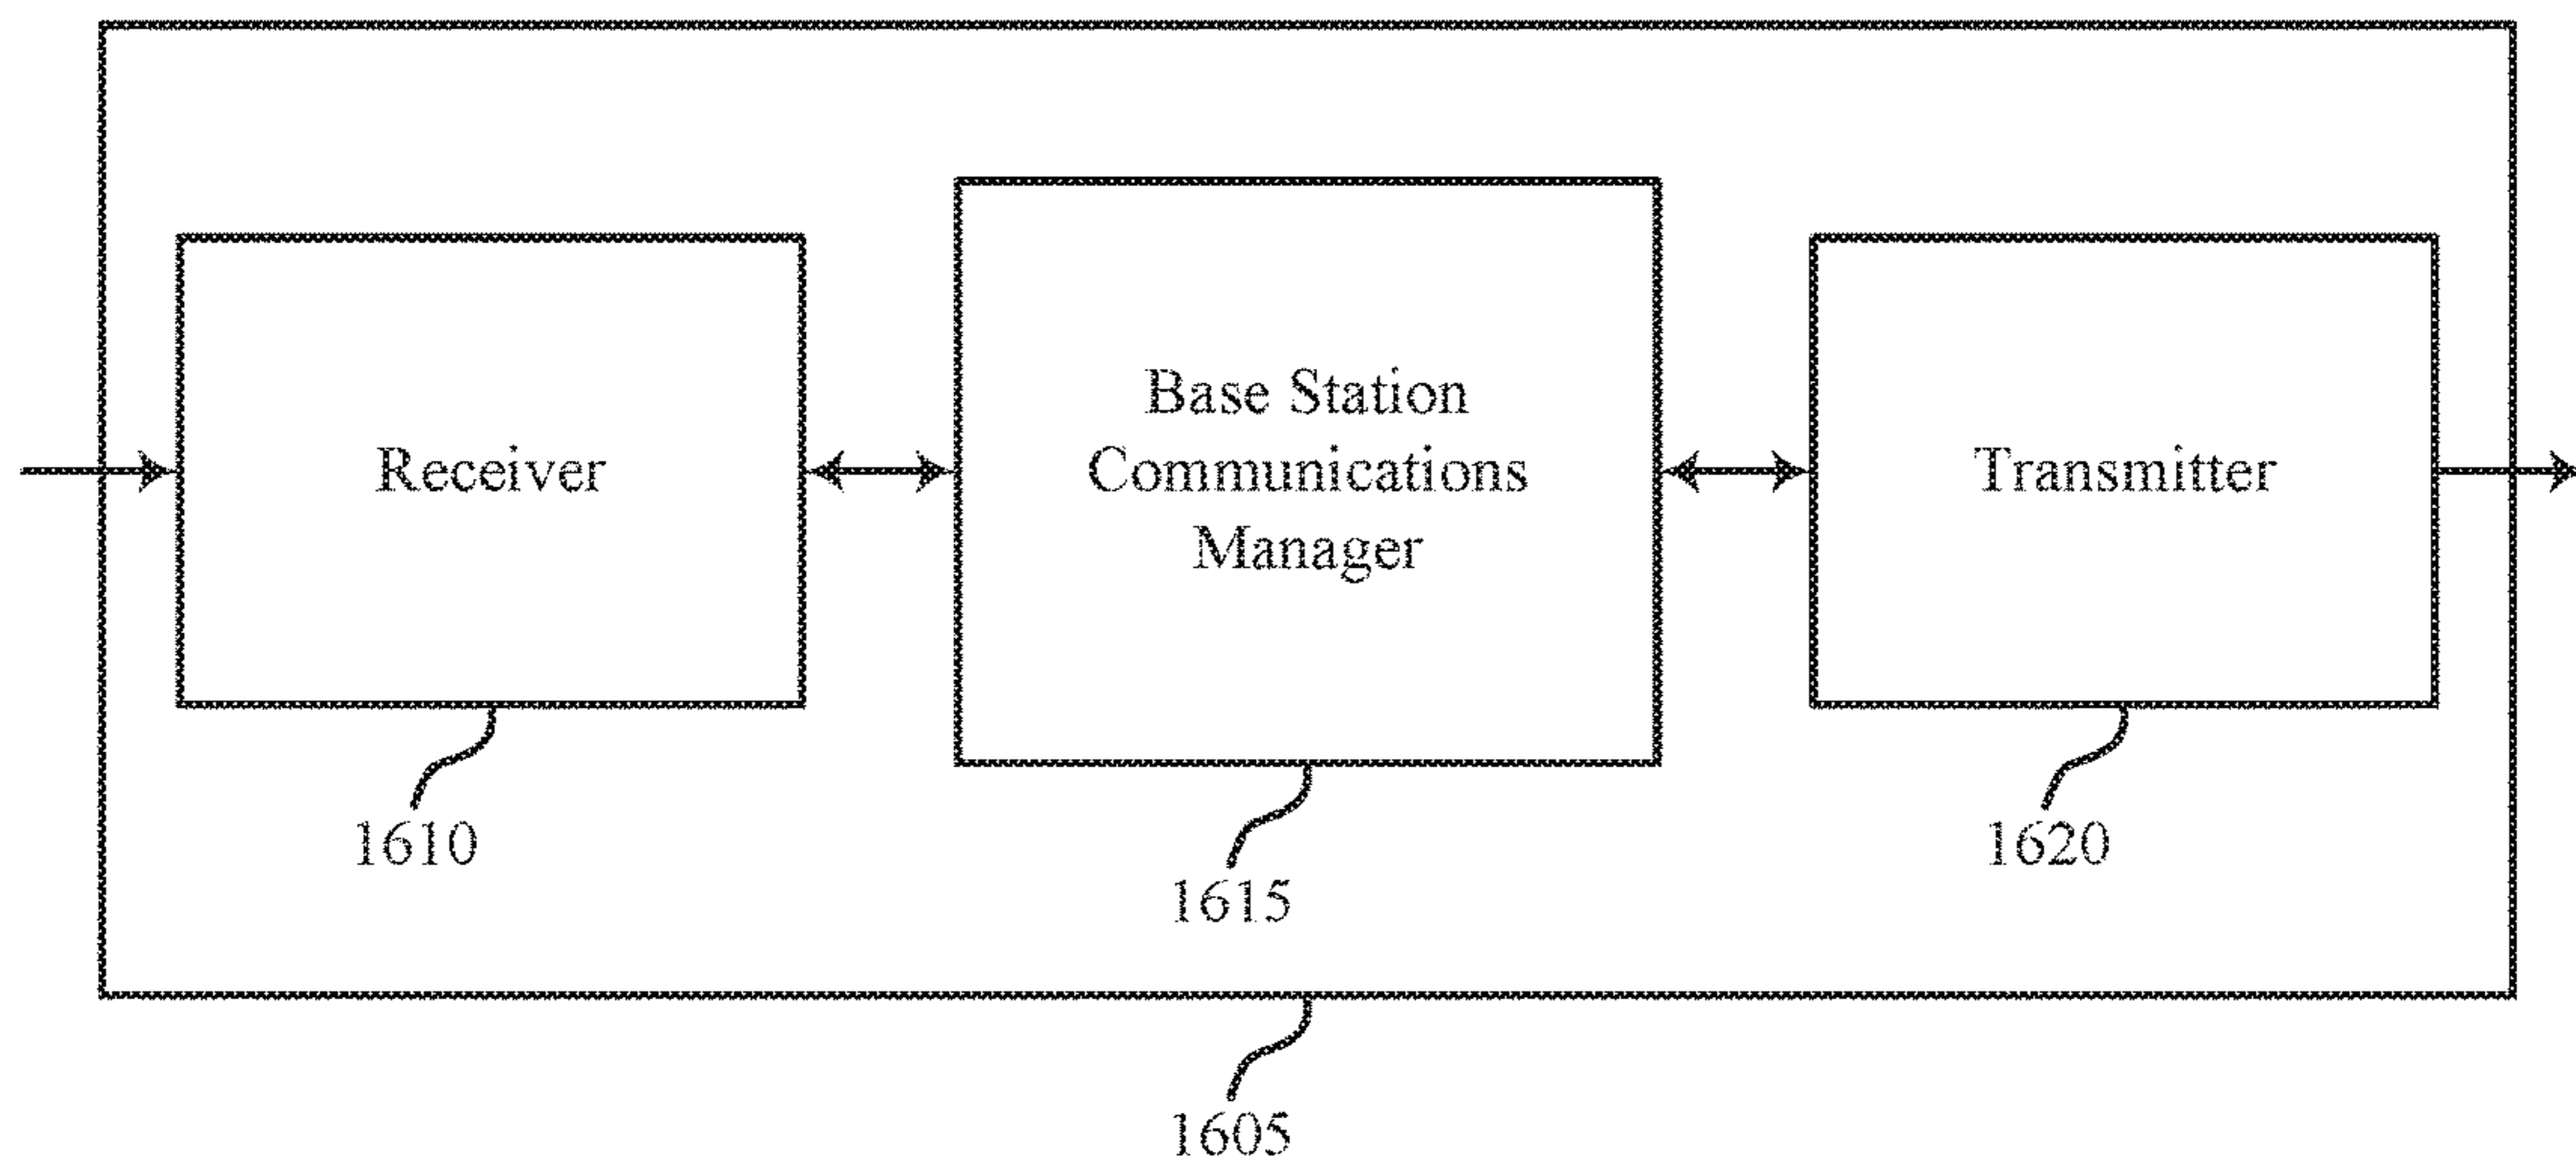 Receiver
Base Station
Communications
Manager
Transmitter
1610
1615
1620
1605